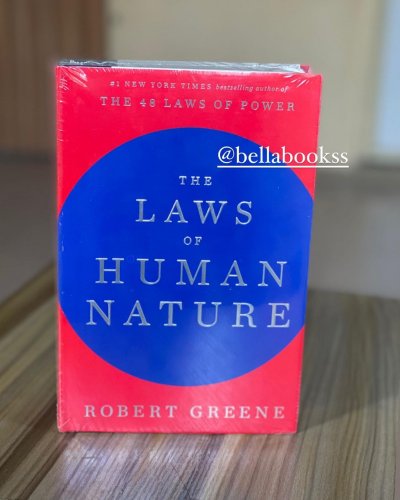 #1 NEW YORK TIMES bestselling author of
THE 48 LAWS OF POWER
@bellabookss
THE
LAWS
OF
HUMAN
NATURE
ROBERT GREENE